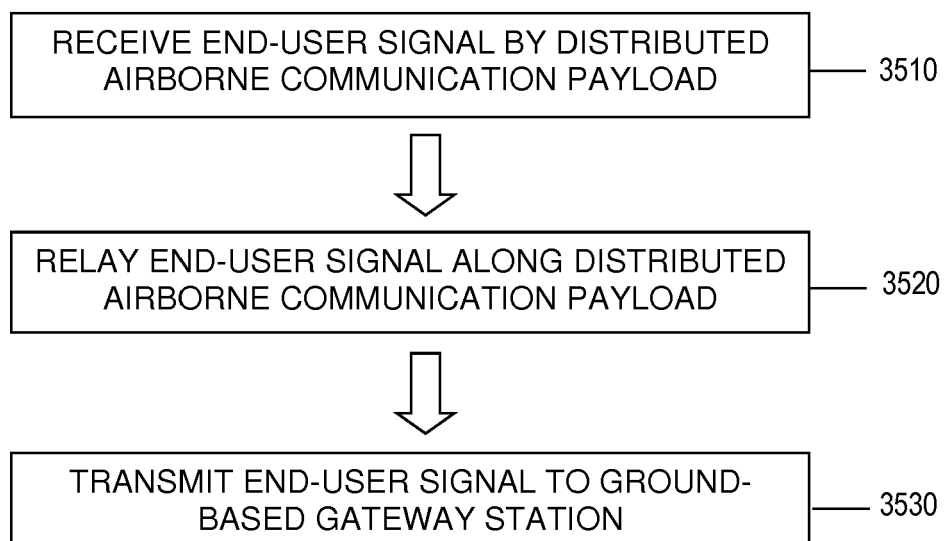 RECEIVE END-USER SIGNAL BY DISTRIBUTED
AIRBORNE COMMUNICATION PAYLOAD
3510
RELAY END-USER SIGNAL ALONG DISTRIBUTED
AIRBORNE COMMUNICATION PAYLOAD
3520
TRANSMIT END-USER SIGNAL TO GROUND-
BASED GATEWAY STATION
3530